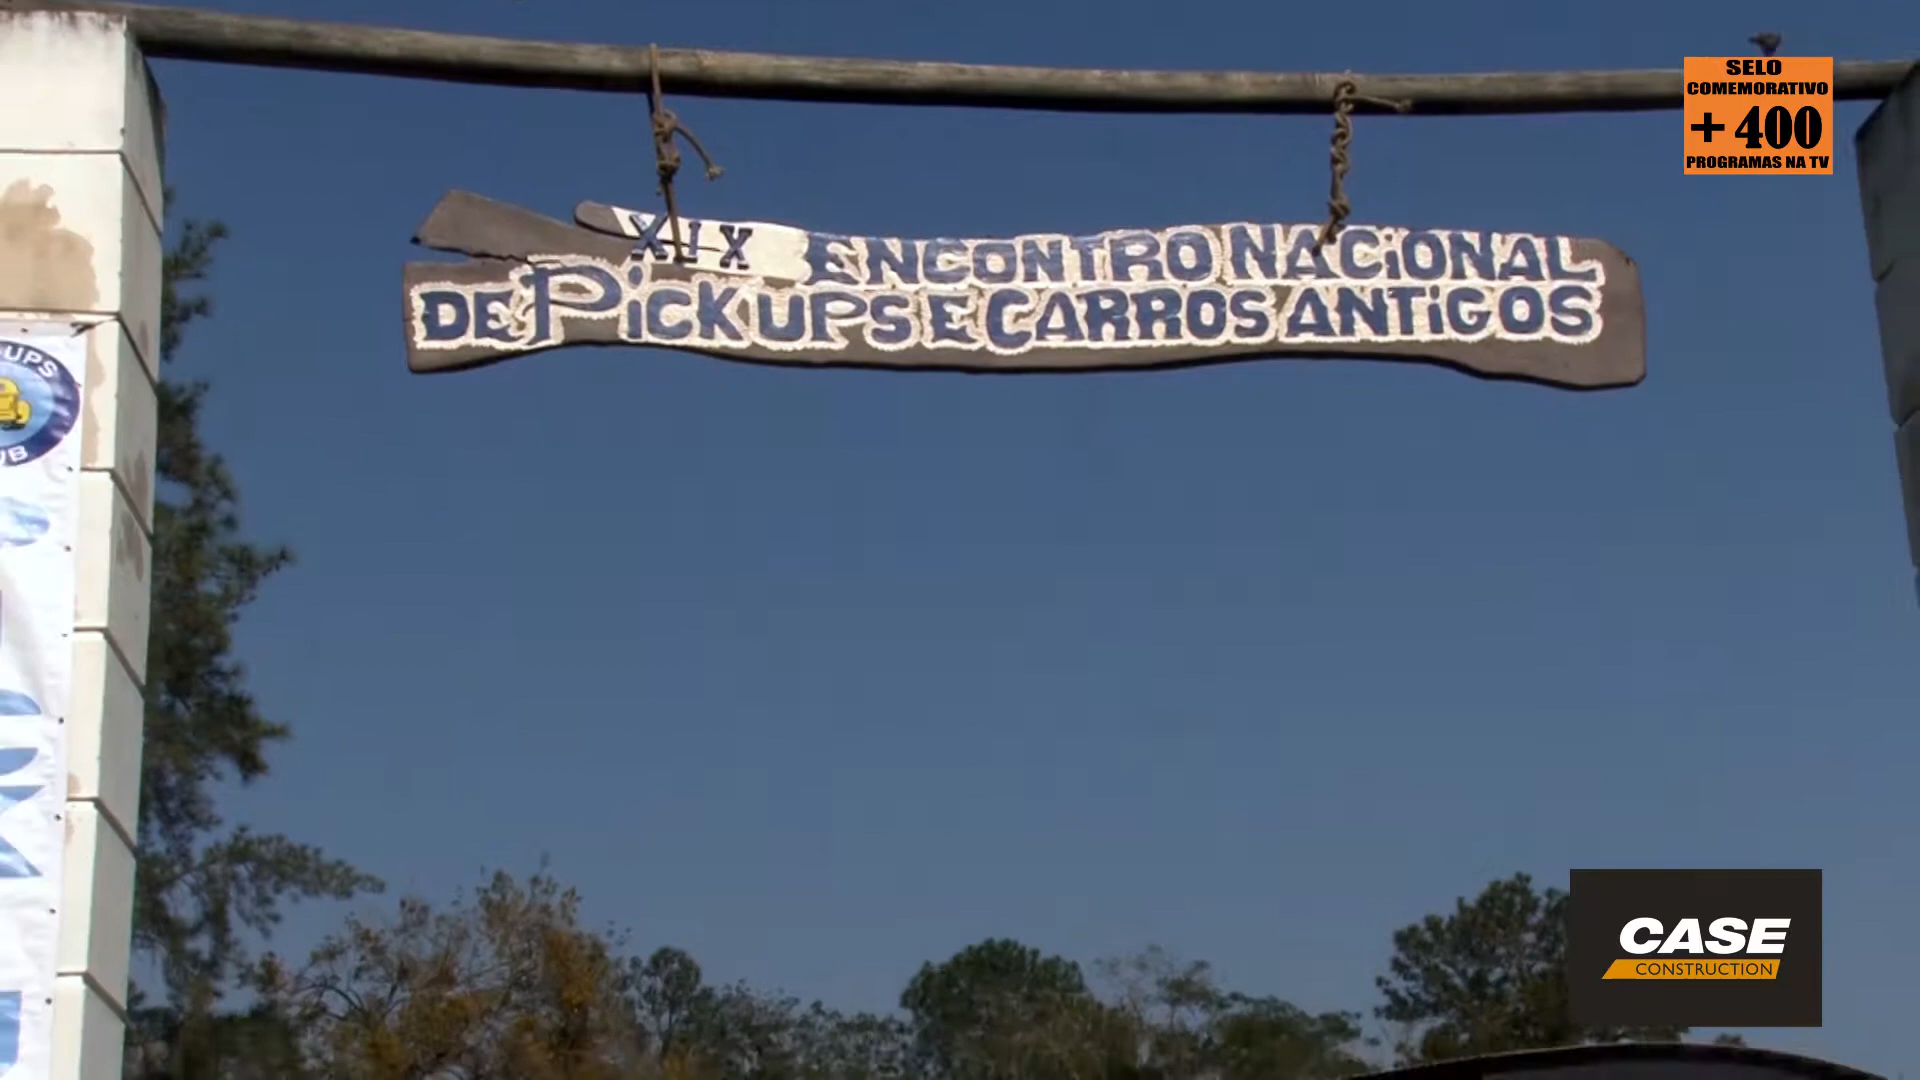 SELO
COMEMORATIVO
+ 400
PROGRAMAS NA TV
XIX ENCONTRO NACIONAL
DE PICKUPS E CARROS ANTIGOS
CASE
CONSTRUCTION